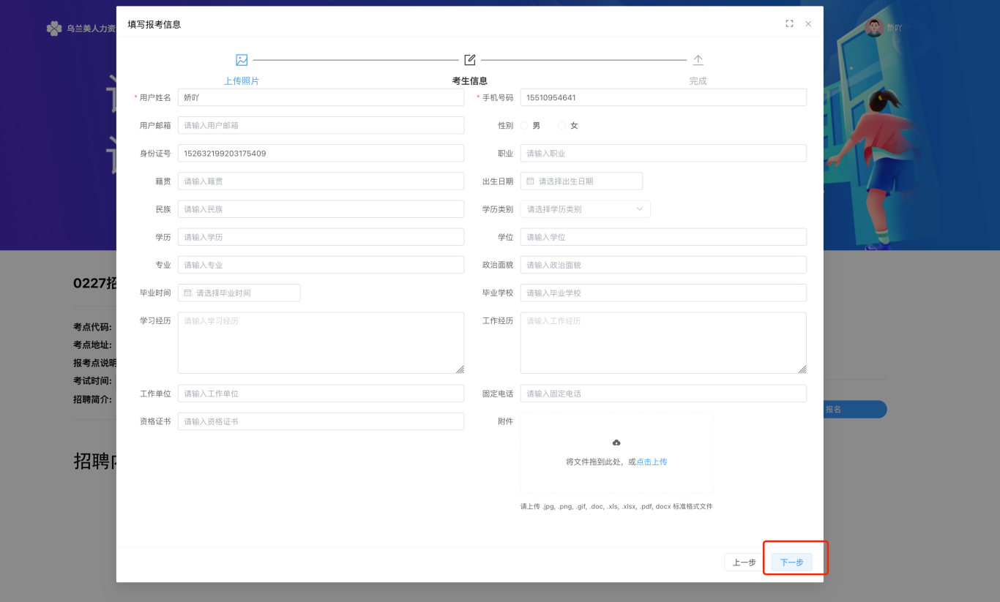 填写报考信息
乌兰美人力资
娇吖
上传照片
考生信息
完成
* 用户姓名 娇吖
* 手机号码 15510954641
用户邮箱 请输入用户邮箱
性别 男 女
身份证号 152632199203175409
职业 请输入职业
籍贯 请输入籍贯
出生日期 请选择出生日期
民族 请输入民族
学历类别 请选择学历类别
学历 请输入学历
学位 请输入学位
专业 请输入专业
政治面貌 请输入政治面貌
毕业时间 请选择毕业时间
毕业学校 请输入毕业学校
学习经历 请输入学习经历
工作经历 请输入工作经历
工作单位 请输入工作单位
固定电话 请输入固定电话
资格证书 请输入资格证书
附件
将文件拖到此处，或点击上传
请上传 .jpg, .png, .gif, .doc, .xls, .xlsx, .pdf, docx 标准格式文件
上一步
下一步
0227招
考点代码:
考点地址:
报考点说明
考试时间:
招聘简介:
报名
招聘